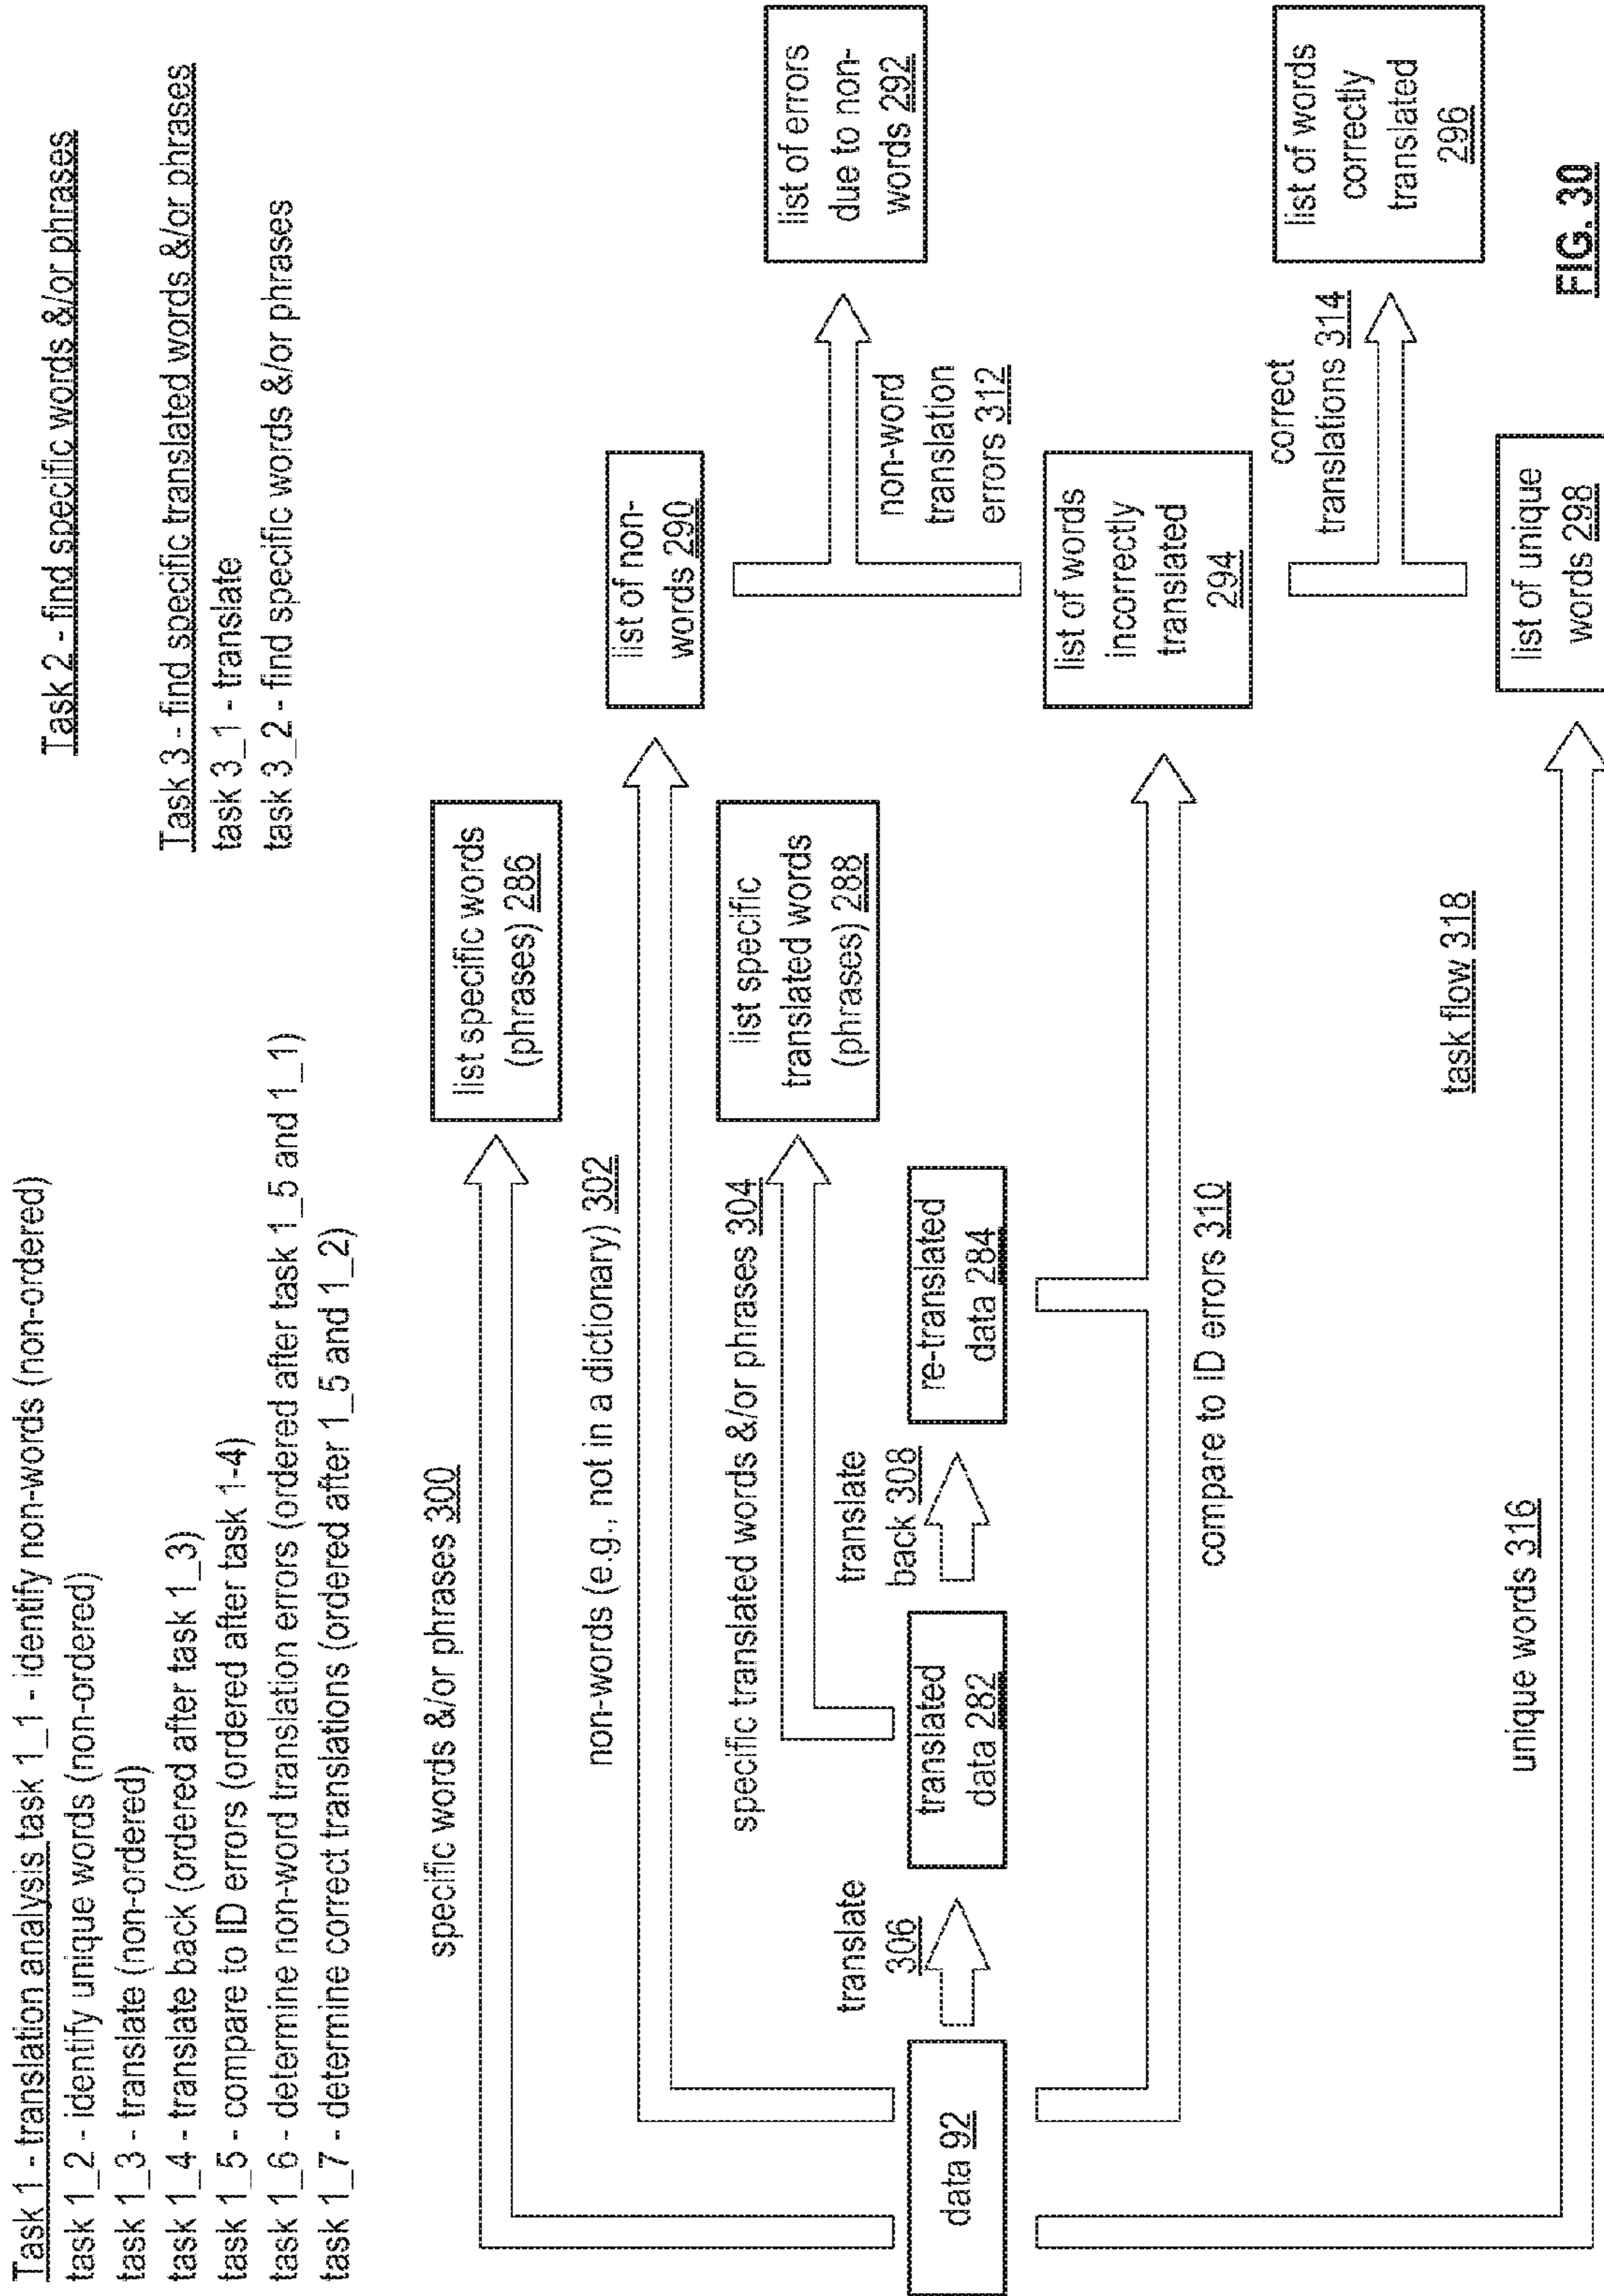 Task 1 - translation analysis task 1_1 - identify non-words (non-ordered)
task 1_2 - identify unique words (non-ordered)
task 1_3 - translate (non-ordered)
task 1_4 - translate back (ordered after task 1_3)
task 1_5 - compare to ID errors (ordered after task 1-4)
task 1_6 - determine non-word translation errors (ordered after task 1_5 and 1_1)
task 1_7 - determine correct translations (ordered after 1_5 and 1_2)
Task 2 - find specific words &/or phrases
Task 3 - find specific translated words &/or phrases
task 3_1 - translate
task 3_2 - find specific words &/or phrases
specific words &/or phrases 300
list specific words
(phrases) 286
non-words (e.g., not in a dictionary) 302
list of non-
words 290
specific translated words &/or phrases 304
list specific
translated words
(phrases) 288
data 92
translate
306
translated
data 282
translate
back 308
re-translated
data 284
compare to ID errors 310
list of words
incorrectly
translated
294
non-word
translation
errors 312
list of errors
due to non-
words 292
correct
translations 314
list of words
correctly
translated
296
unique words 316
list of unique
words 298
task flow 318
FIG. 30